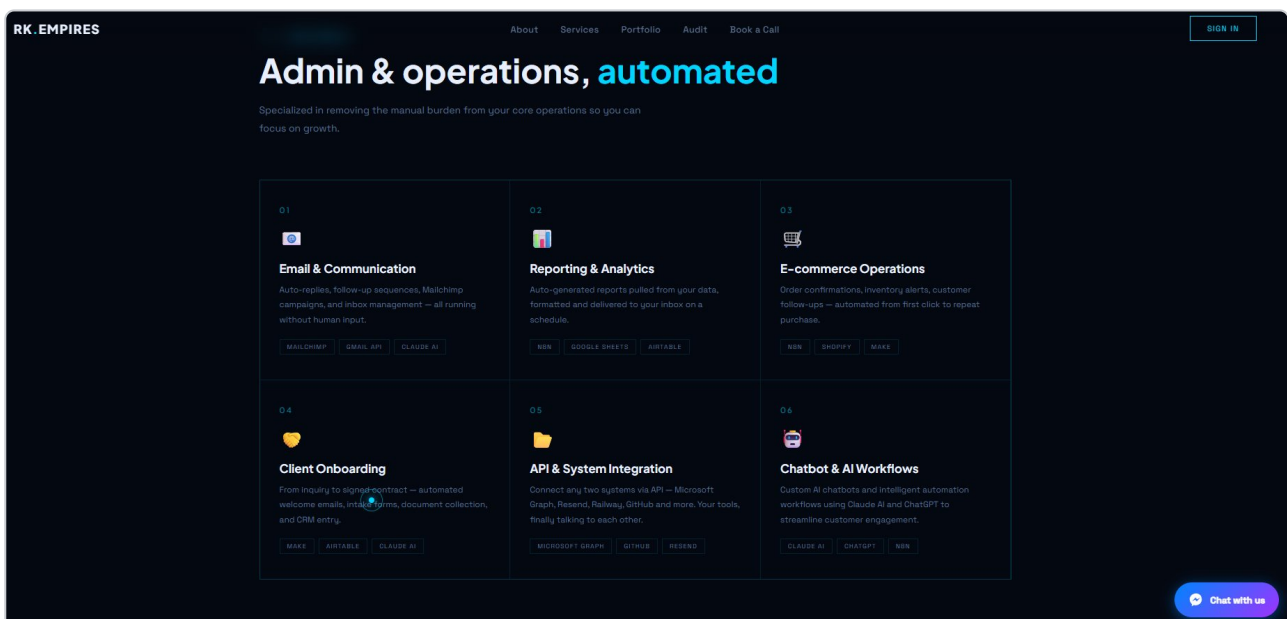 RK.EMPIRES
About Services Portfolio Audit Book a Call
SIGN IN
Admin & operations, automated
Specialized in removing the manual burden from your core operations so you can
focus on growth.
01
Email & Communication
Auto-replies, follow-up sequences, Mailchimp
campaigns, and inbox management — all running
without human input.
MAILCHIMP GMAIL API CLAUDE AI
02
Reporting & Analytics
Auto-generated reports pulled from your data,
formatted and delivered to your inbox on a
schedule.
N8N GOOGLE SHEETS AIRTABLE
03
E-commerce Operations
Order confirmations, inventory alerts, customer
follow-ups — automated from first click to repeat
purchase.
N8N SHOPIFY MAKE
04
Client Onboarding
From inquiry to signed contract — automated
welcome emails, intake forms, document collection,
and CRM entry.
MAKE AIRTABLE CLAUDE AI
05
API & System Integration
Connect any two systems via API — Microsoft
Graph, Resend, Railway, GitHub and more. Your tools,
finally talking to each other.
MICROSOFT GRAPH GITHUB RESEND
06
Chatbot & AI Workflows
Custom AI chatbots and intelligent automation
workflows using Claude AI and ChatGPT to
streamline customer engagement.
CLAUDE AI CHATGPT N8N
Chat with us